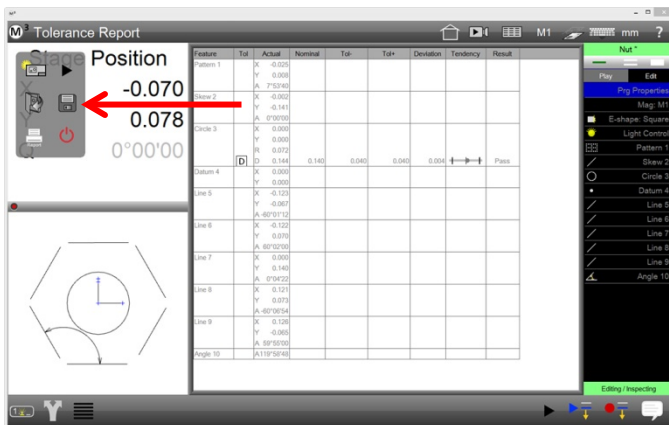 M³ Tolerance Report M1 mm ?
Stage Position
X -0.070
0.078
Q 0°00'00
Feature Tol Actual Nominal Tol- Tol+ Deviation Tendency Result
Pattern 1 X -0.025
Y 0.008
A 7°53'40
Skew 2 X -0.002
Y -0.141
A 0°00'00
Circle 3 X 0.000
Y 0.000
R 0.072
D D 0.144 0.140 0.040 0.040 0.004 Pass
Datum 4 X 0.000
Y 0.000
Line 5 X -0.123
Y -0.067
A -60°01'12
Line 6 X -0.122
Y 0.070
A 60°02'00
Line 7 X 0.000
Y 0.140
A 0°04'22
Line 8 X 0.121
Y 0.073
A -60°06'54
Line 9 X 0.126
Y -0.065
A 59°55'00
Angle 10 A 119°58'48
Nut *
Play Edit
Prg Properties
Mag: M1
E-shape: Square
Light Control
Pattern 1
Skew 2
Circle 3
Datum 4
Line 5
Line 6
Line 7
Line 8
Line 9
Angle 10
Editing / Inspecting